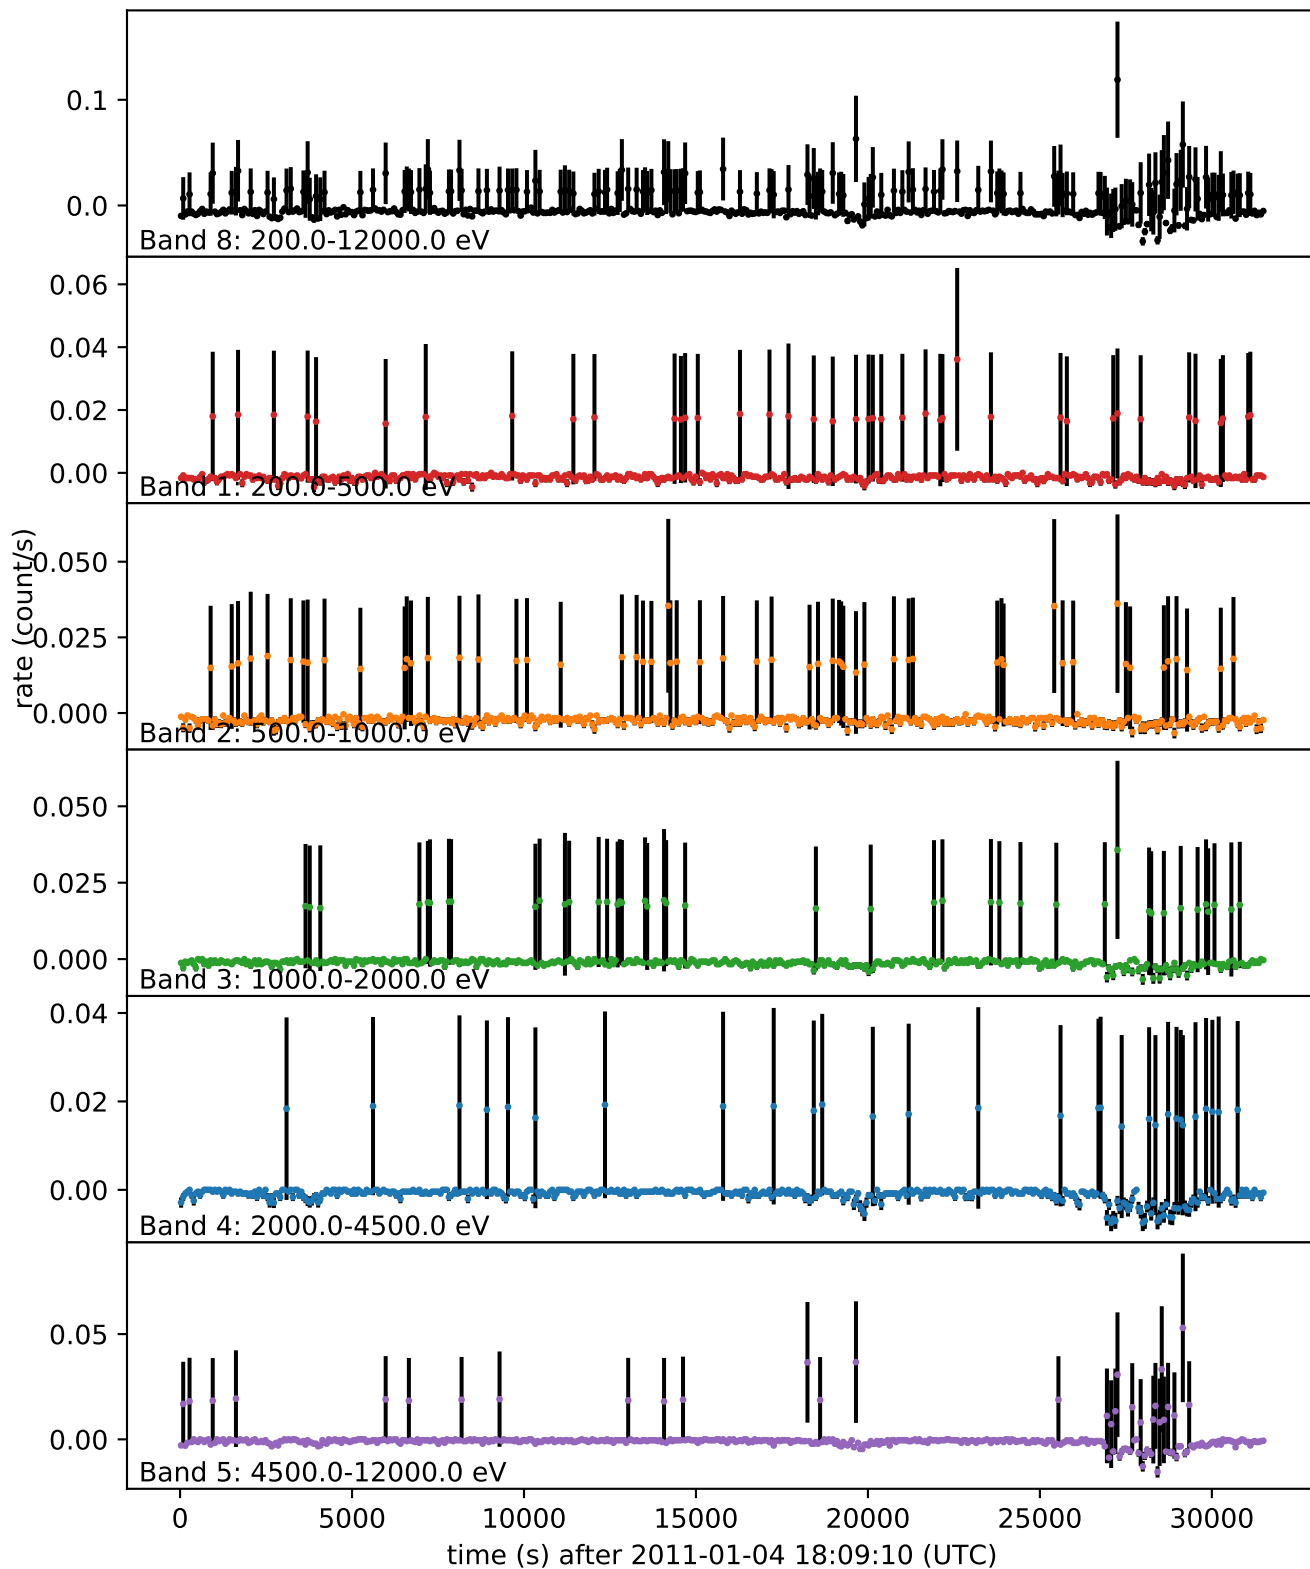 0.1
0.0
Band 8: 200.0-12000.0 eV
0.06
0.04
0.02
0.00
Band 1: 200.0-500.0 eV
rate (count/s)
0.050
0.025
0.000
Band 2: 500.0-1000.0 eV
0.050
0.025
0.000
Band 3: 1000.0-2000.0 eV
0.04
0.02
0.00
Band 4: 2000.0-4500.0 eV
0.05
0.00
Band 5: 4500.0-12000.0 eV
0 5000 10000 15000 20000 25000 30000
time (s) after 2011-01-04 18:09:10 (UTC)